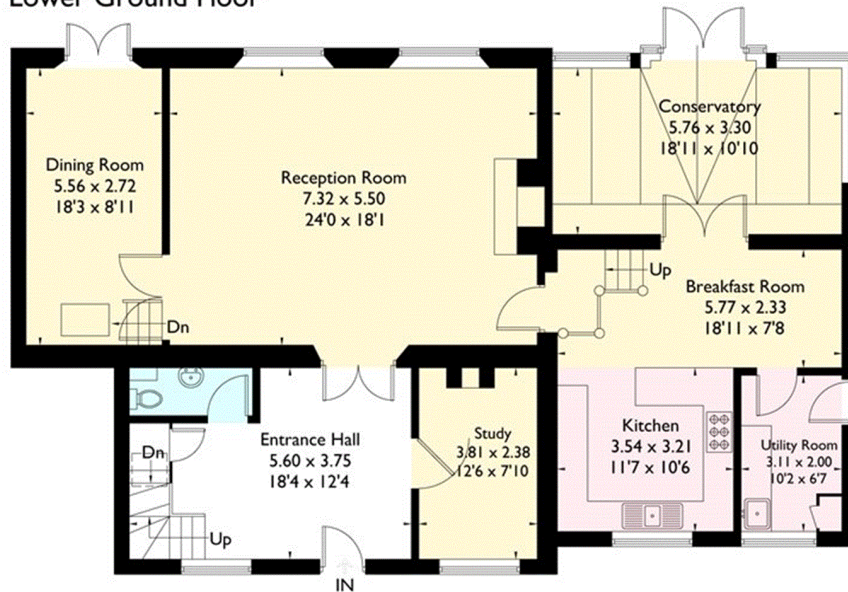 Lower Ground Floor
Conservatory
5.76 x 3.30
18'11 x 10'10
Dining Room
5.56 x 2.72
18'3 x 8'11
Reception Room
7.32 x 5.50
24'0 x 18'1
Up
Breakfast Room
5.77 x 2.33
18'11 x 7'8
Dn
Dn
Entrance Hall
5.60 x 3.75
18'4 x 12'4
Study
3.81 x 2.38
12'6 x 7'10
Kitchen
3.54 x 3.21
11'7 x 10'6
Utility Room
3.11 x 2.00
10'2 x 6'7
Up
IN